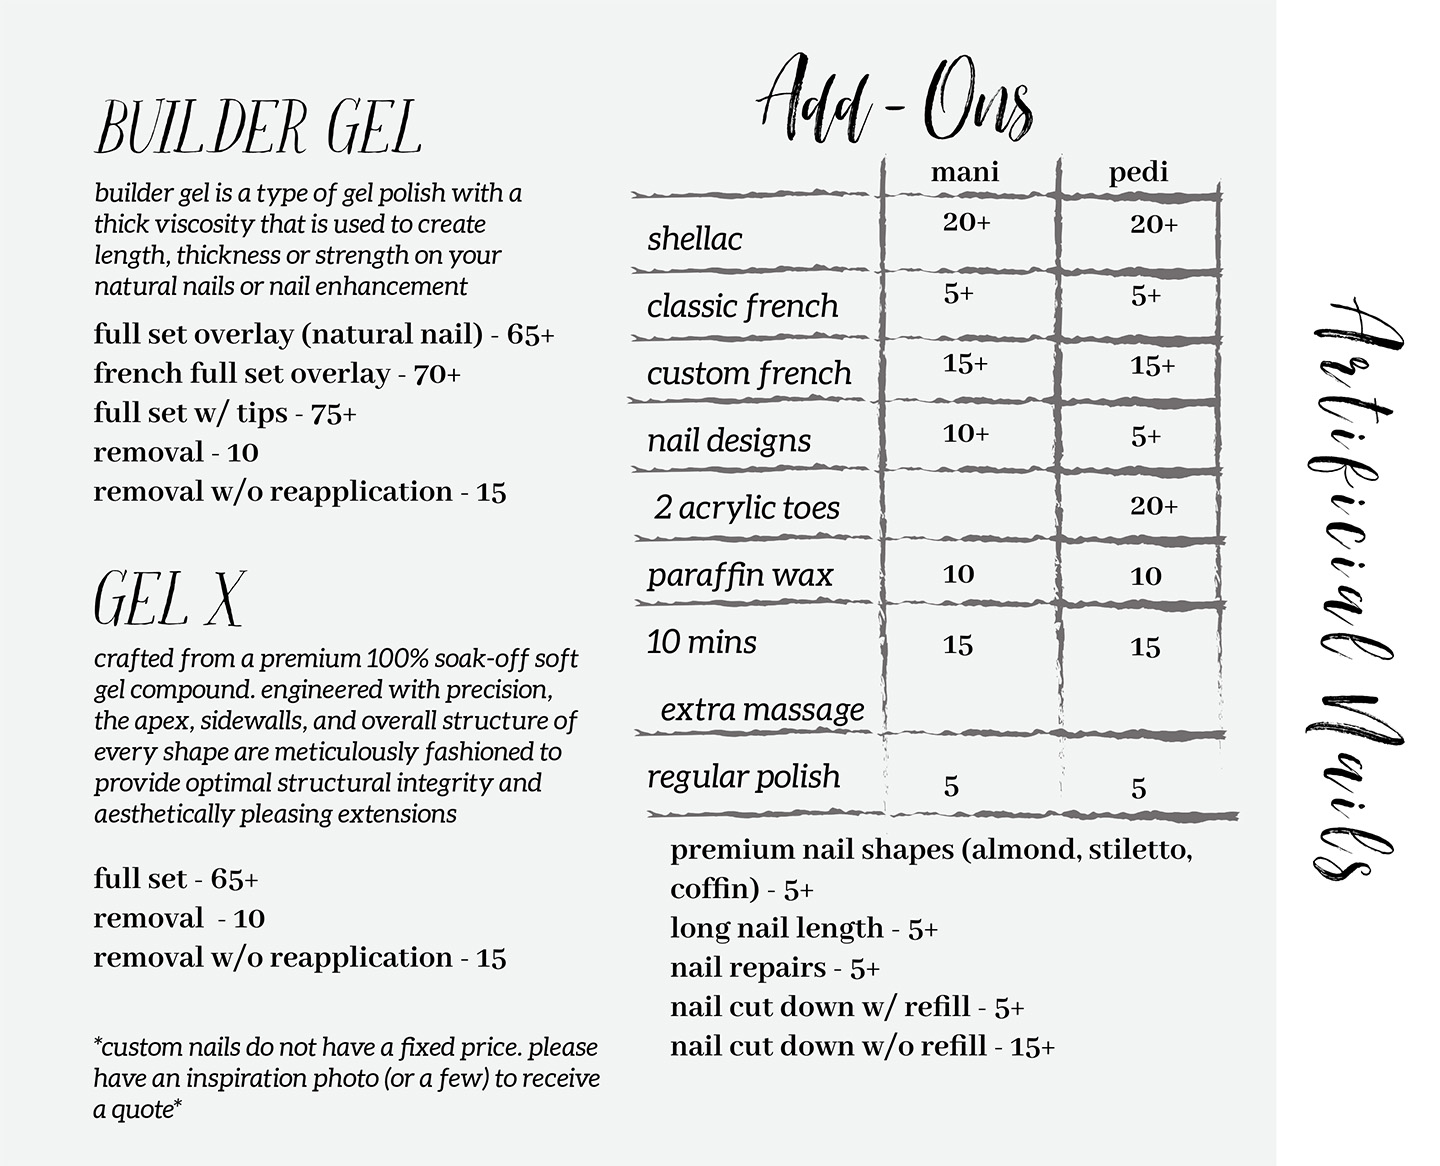 BUILDER GEL
builder gel is a type of gel polish with a
thick viscosity that is used to create
length, thickness or strength on your
natural nails or nail enhancement
full set overlay (natural nail) - 65+
french full set overlay - 70+
full set w/ tips - 75+
removal - 10
removal w/o reapplication - 15
GEL X
crafted from a premium 100% soak-off soft
gel compound. engineered with precision,
the apex, sidewalls, and overall structure of
every shape are meticulously fashioned to
provide optimal structural integrity and
aesthetically pleasing extensions
full set - 65+
removal - 10
removal w/o reapplication - 15
*custom nails do not have a fixed price. please
have an inspiration photo (or a few) to receive
a quote*
Add - Ons
mani pedi
shellac 20+ 20+
classic french 5+ 5+
custom french 15+ 15+
nail designs 10+ 5+
2 acrylic toes 20+
paraffin wax 10 10
10 mins 15 15
extra massage
regular polish 5 5
premium nail shapes (almond, stiletto,
coffin) - 5+
long nail length - 5+
nail repairs - 5+
nail cut down w/ refill - 5+
nail cut down w/o refill - 15+
Artificial Nails